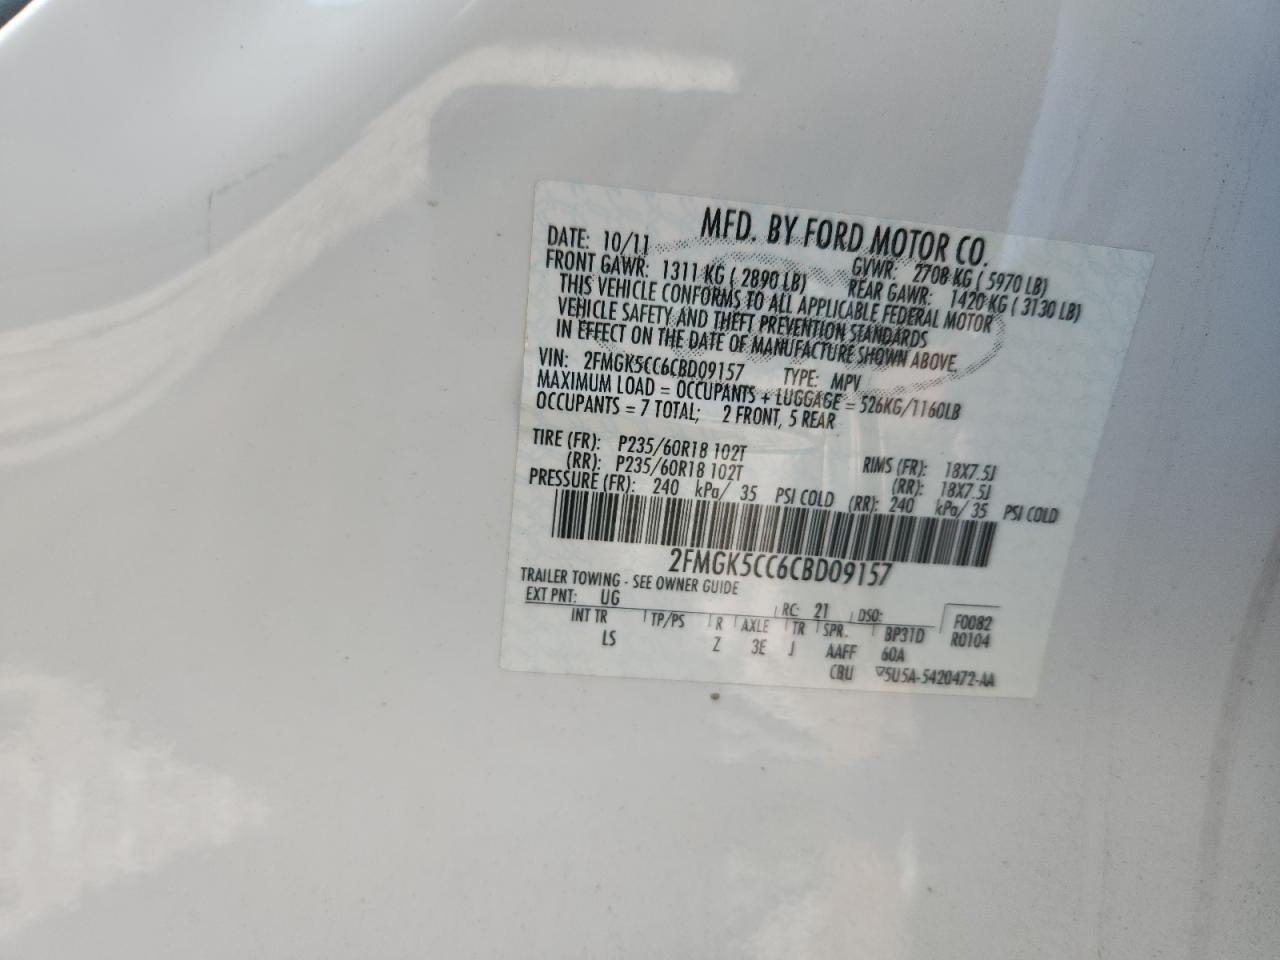 MFD. BY FORD MOTOR CO.
DATE: 10/11 GVWR: 2708 KG ( 5970 LB)
FRONT GAWR: 1311 KG ( 2890 LB) REAR GAWR: 1420 KG ( 3130 LB)
THIS VEHICLE CONFORMS TO ALL APPLICABLE FEDERAL MOTOR
VEHICLE SAFETY AND THEFT PREVENTION STANDARDS
IN EFFECT ON THE DATE OF MANUFACTURE SHOWN ABOVE.
VIN: 2FMGK5CC6CBD09157 TYPE: MPV
MAXIMUM LOAD = OCCUPANTS + LUGGAGE = 526KG/1160LB
OCCUPANTS = 7 TOTAL; 2 FRONT, 5 REAR
TIRE (FR): P235/60R18 102T RIMS (FR): 18X7.5J
(RR): P235/60R18 102T (RR): 18X7.5J
PRESSURE (FR): 240 kPa/ 35 PSI COLD (RR): 240 kPa/ 35 PSI COLD
2FMGK5CC6CBD09157
TRAILER TOWING - SEE OWNER GUIDE
EXT PNT: UG RC: 21 DSO: F0082
INT TR TP/PS R AXLE TR SPR. BP31D R0104
LS Z 3E J AAFF 60A
CBU 5U5A-5420472-AA